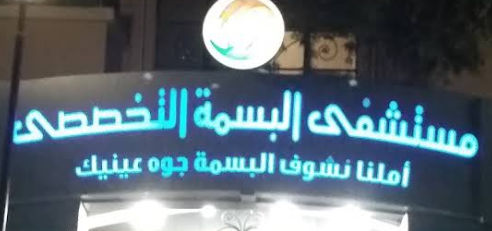 مستشفى البسمة التخصصى
أملنا نشوف البسمة جوه عينيك